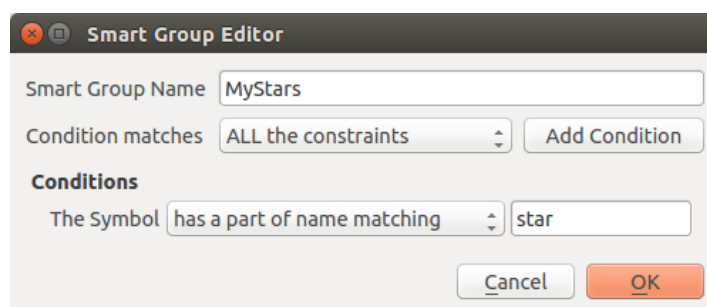 Smart Group Editor
Smart Group Name MyStars
Condition matches ALL the constraints Add Condition
Conditions
The Symbol has a part of name matching star
Cancel OK